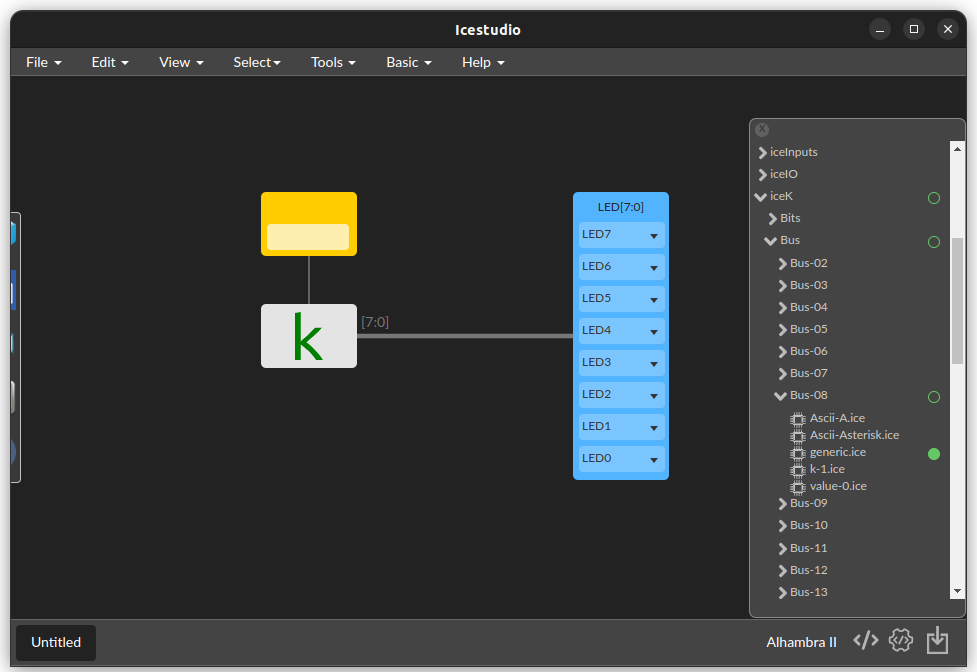 Icestudio
File Edit View Select Tools Basic Help
X
iceInputs
iceIO
iceK
Bits
Bus
Bus-02
Bus-03
Bus-04
Bus-05
Bus-06
Bus-07
Bus-08
Ascii-A.ice
Ascii-Asterisk.ice
generic.ice
k-1.ice
value-0.ice
Bus-09
Bus-10
Bus-11
Bus-12
Bus-13
k
[7:0]
LED[7:0]
LED7
LED6
LED5
LED4
LED3
LED2
LED1
LED0
Untitled
Alhambra II